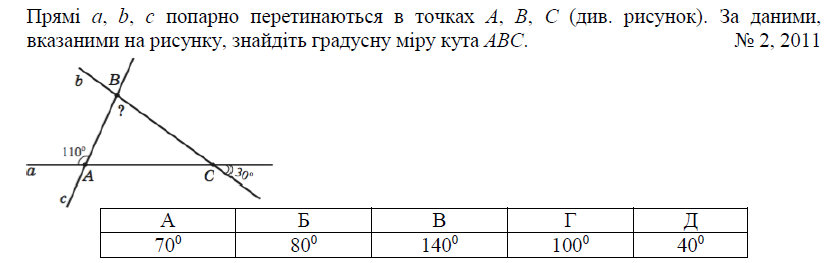 Прямі a, b, c попарно перетинаються в точках A, B, C (див. рисунок). За даними,
вказаними на рисунку, знайдіть градусну міру кута ABC. № 2, 2011
b B
?
110⁰
a A C 30⁰
c
А Б В Г Д
70⁰ 80⁰ 140⁰ 100⁰ 40⁰